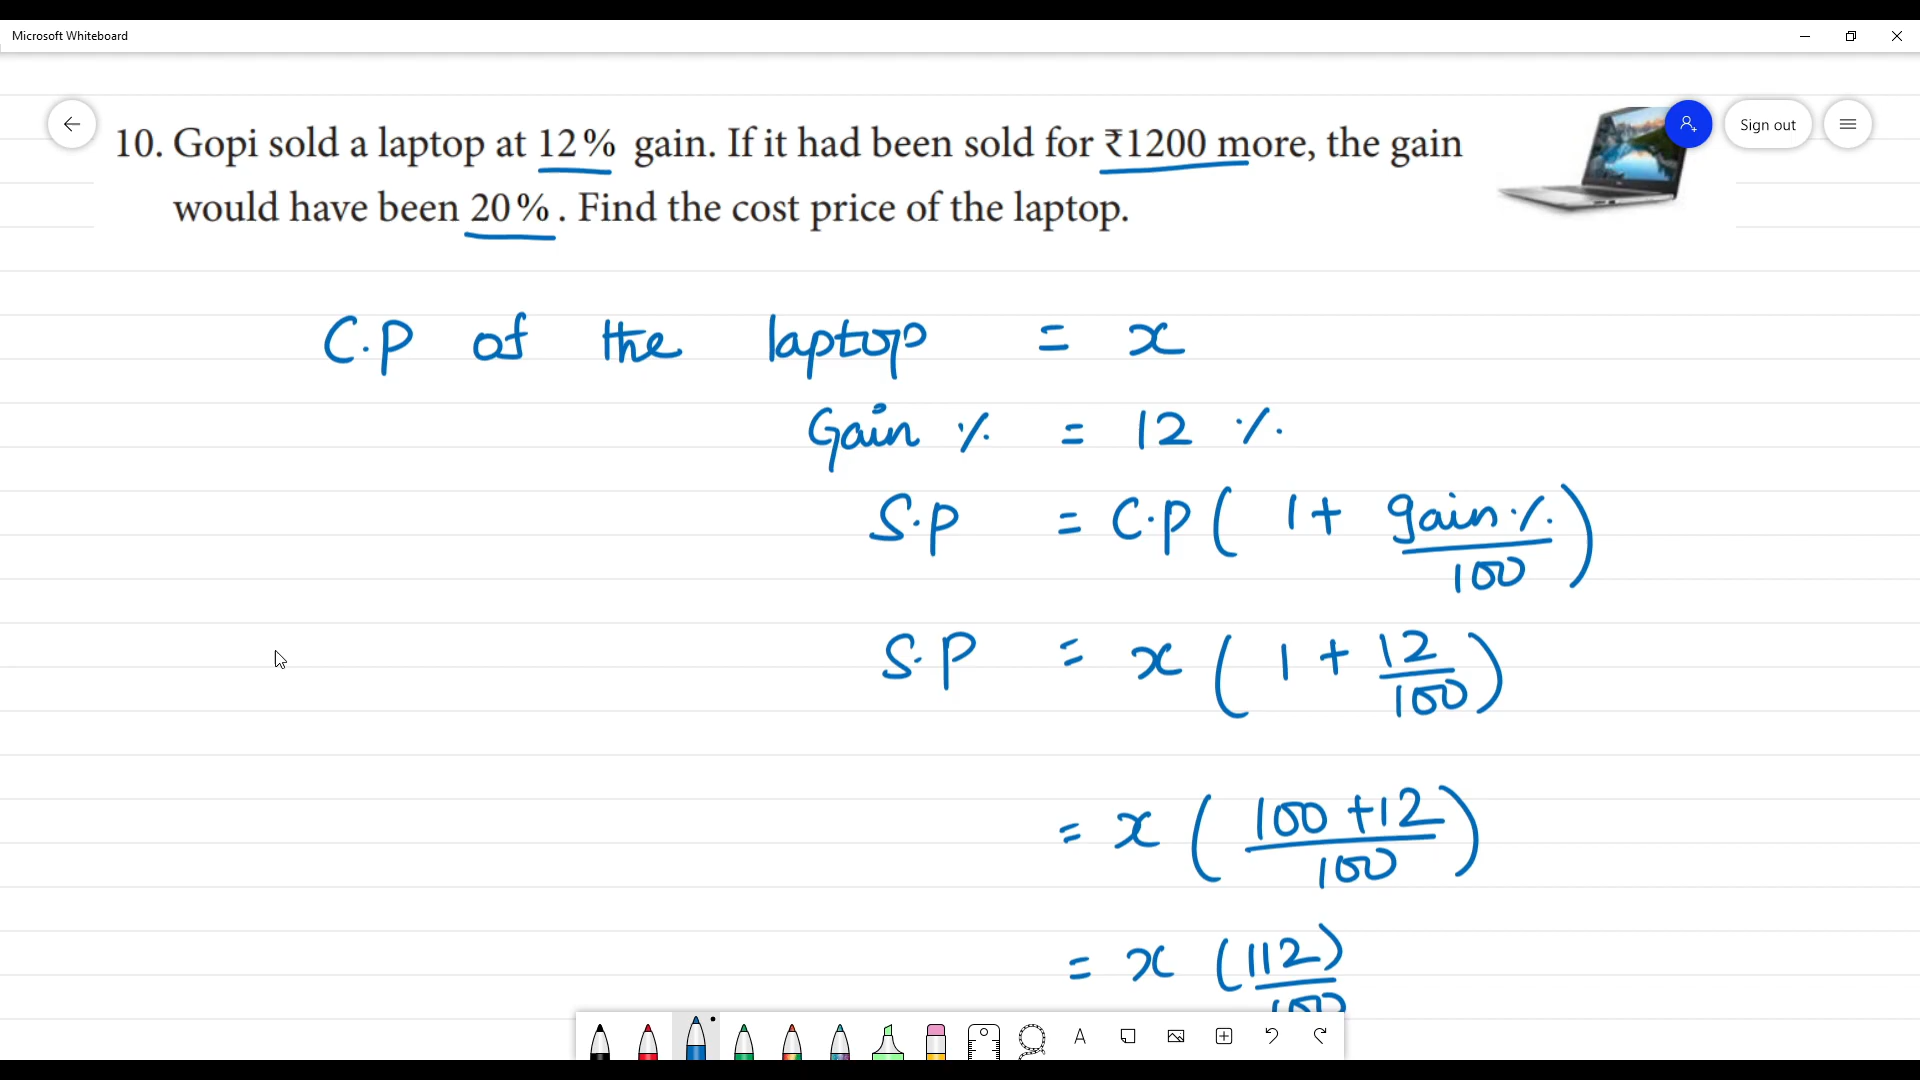 Microsoft Whiteboard
Sign out
10. Gopi sold a laptop at 12% gain. If it had been sold for ₹1200 more, the gain
would have been 20%. Find the cost price of the laptop.
C.P of the laptop = x
Gain % = 12 %
S.P = C.P ( 1 + gain% / 100 )
S.P = x ( 1 + 12 / 100 )
= x ( 100 + 12 / 100 )
= x ( 112 / 100 )
A